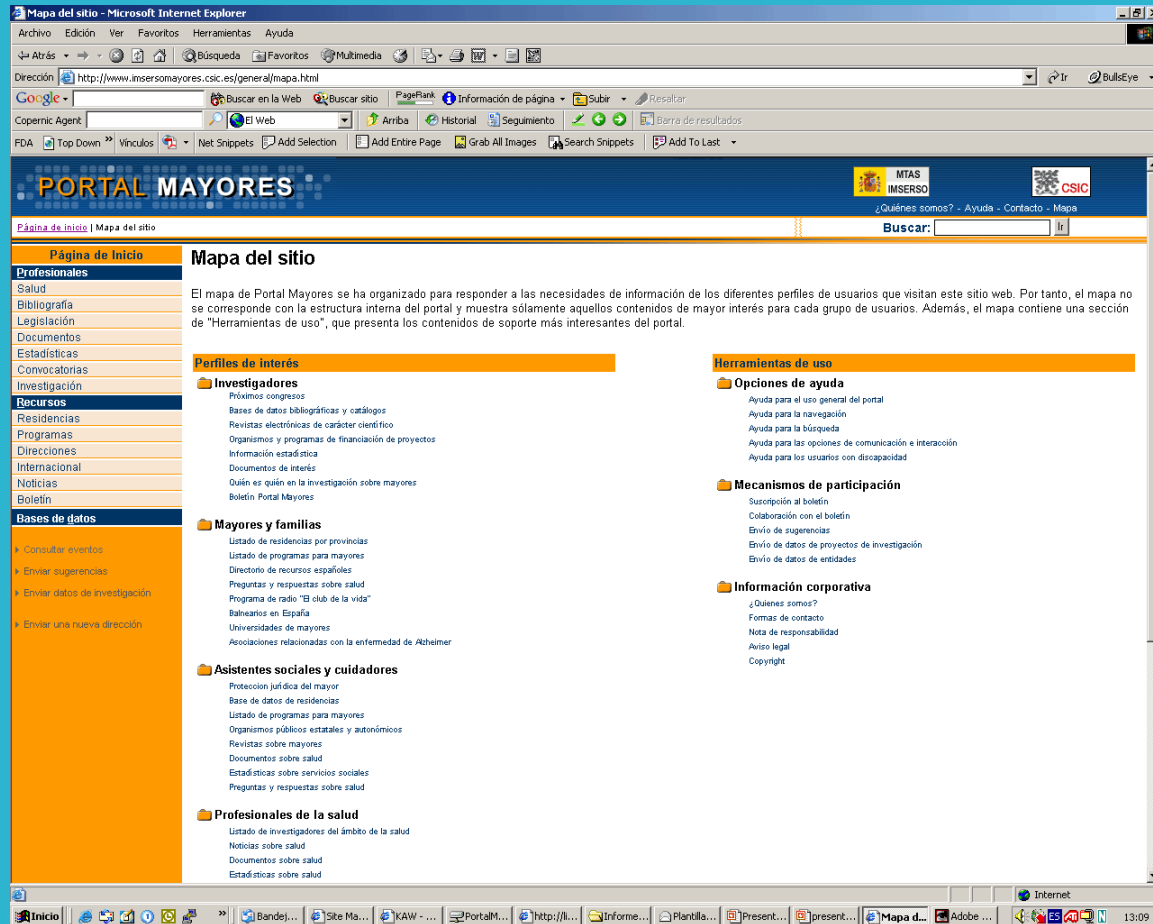 Mapa del sitio - Microsoft Internet Explorer
Archivo Edición Ver Favoritos Herramientas Ayuda
Atrás Búsqueda Favoritos Multimedia
Dirección http://www.imsersomayores.csic.es/general/mapa.html Ir BullsEye
Google Buscar en la Web Buscar sitio PageRank Información de página Subir Resaltar
Copernic Agent El Web Arriba Historial Seguimiento Barra de resultados
FDA Top Down » Vínculos Net Snippets Add Selection Add Entire Page Grab All Images Search Snippets Add To Last
PORTAL MAYORES
MTAS
IMSERSO
CSIC
¿Quiénes somos? - Ayuda - Contacto - Mapa
Página de inicio | Mapa del sitio
Buscar: Ir
Página de Inicio
Profesionales
Salud
Bibliografía
Legislación
Documentos
Estadísticas
Convocatorias
Investigación
Recursos
Residencias
Programas
Direcciones
Internacional
Noticias
Boletín
Bases de datos
Consultar eventos
Enviar sugerencias
Enviar datos de investigación
Enviar una nueva dirección
Mapa del sitio
El mapa de Portal Mayores se ha organizado para responder a las necesidades de información de los diferentes perfiles de usuarios que visitan este sitio web. Por tanto, el mapa no
se corresponde con la estructura interna del portal y muestra sólamente aquellos contenidos de mayor interés para cada grupo de usuarios. Además, el mapa contiene una sección
de "Herramientas de uso", que presenta los contenidos de soporte más interesantes del portal.
Perfiles de interés
Investigadores
Próximos congresos
Bases de datos bibliográficas y catálogos
Revistas electrónicas de carácter científico
Organismos y programas de financiación de proyectos
Información estadística
Documentos de interés
Quién es quién en la investigación sobre mayores
Boletín Portal Mayores
Mayores y familias
Listado de residencias por provincias
Listado de programas para mayores
Directorio de recursos españoles
Preguntas y respuestas sobre salud
Programa de radio "El club de la vida"
Balnearios en España
Universidades de mayores
Asociaciones relacionadas con la enfermedad de Alzheimer
Asistentes sociales y cuidadores
Proteccion jurídica del mayor
Base de datos de residencias
Listado de programas para mayores
Organismos públicos estatales y autonómicos
Revistas sobre mayores
Documentos sobre salud
Estadísticas sobre servicios sociales
Preguntas y respuestas sobre salud
Profesionales de la salud
Listado de investigadores del ámbito de la salud
Noticias sobre salud
Documentos sobre salud
Estadísticas sobre salud
Herramientas de uso
Opciones de ayuda
Ayuda para el uso general del portal
Ayuda para la navegación
Ayuda para la búsqueda
Ayuda para las opciones de comunicación e interacción
Ayuda para los usuarios con discapacidad
Mecanismos de participación
Suscripción al boletín
Colaboración con el boletín
Envío de sugerencias
Envío de datos de proyectos de investigación
Envío de datos de entidades
Información corporativa
¿Quienes somos?
Formas de contacto
Nota de responsabilidad
Aviso legal
Copyright
Internet
Inicio » Bandej... Site Ma... KAW - ... PortalM... http://li... Informe... Plantilla... Present... present... Mapa d... Adobe ... ES 13:09